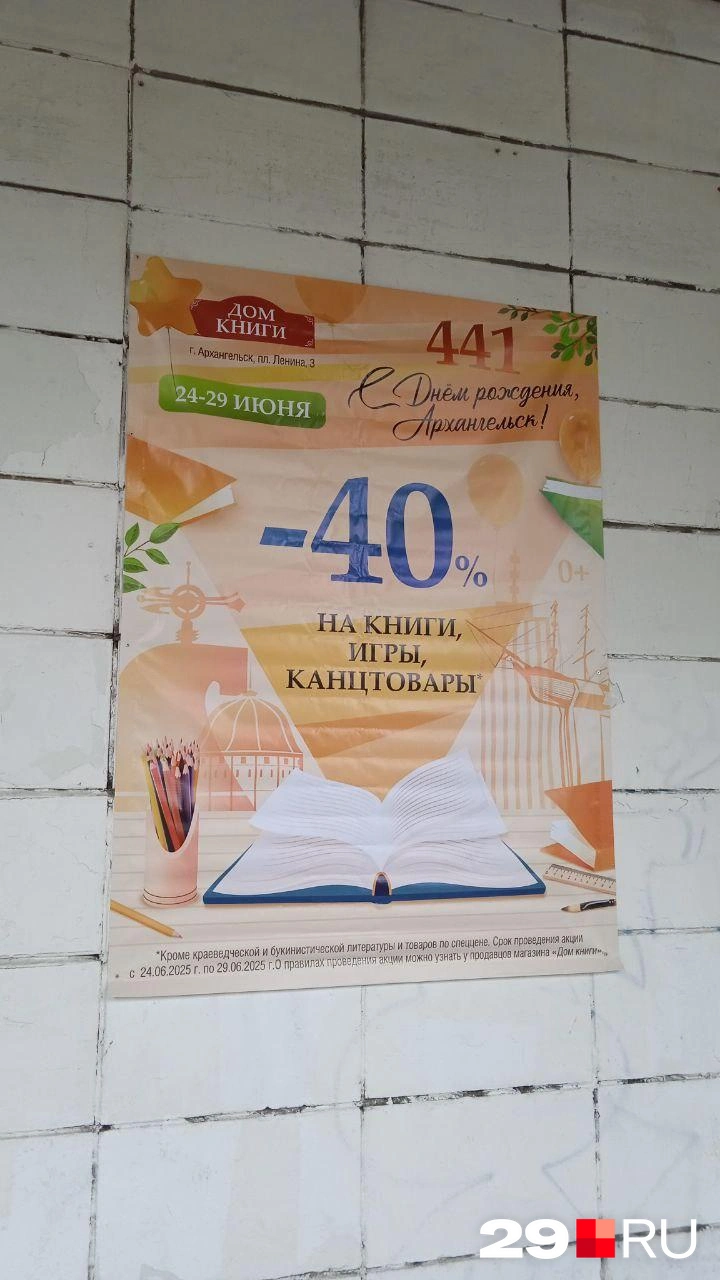 ДОМ
КНИГИ
г. Архангельск, пл. Ленина, 3
24-29 ИЮНЯ
441
С Днём рождения,
Архангельск!
-40%
0+
НА КНИГИ,
ИГРЫ,
КАНЦТОВАРЫ*
*Кроме краеведческой и букинистической литературы и товаров по спеццене. Срок проведения акции
с 24.06.2025 г. по 29.06.2025 г.О правилах проведения акции можно узнать у продавцов магазина «Дом книги».
29.RU